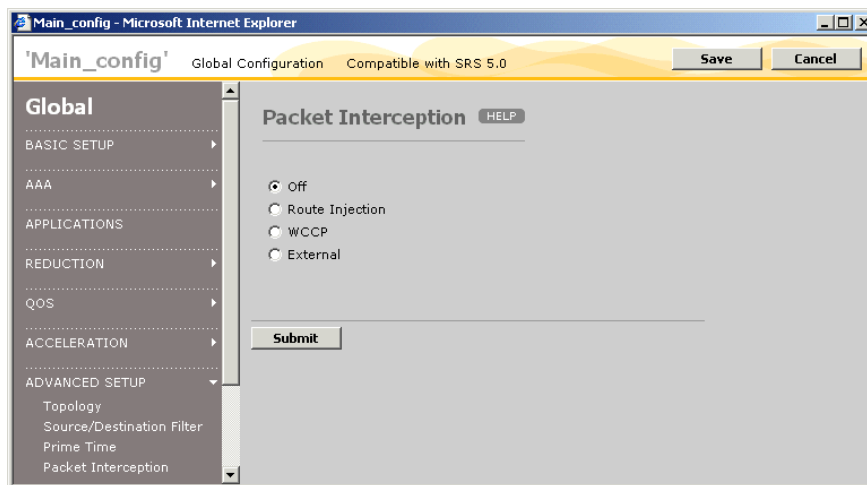 Main_config - Microsoft Internet Explorer
'Main_config' Global Configuration Compatible with SRS 5.0 Save Cancel
Global
BASIC SETUP
AAA
APPLICATIONS
REDUCTION
QOS
ACCELERATION
ADVANCED SETUP
Topology
Source/Destination Filter
Prime Time
Packet Interception
Packet Interception HELP
Off
Route Injection
WCCP
External
Submit